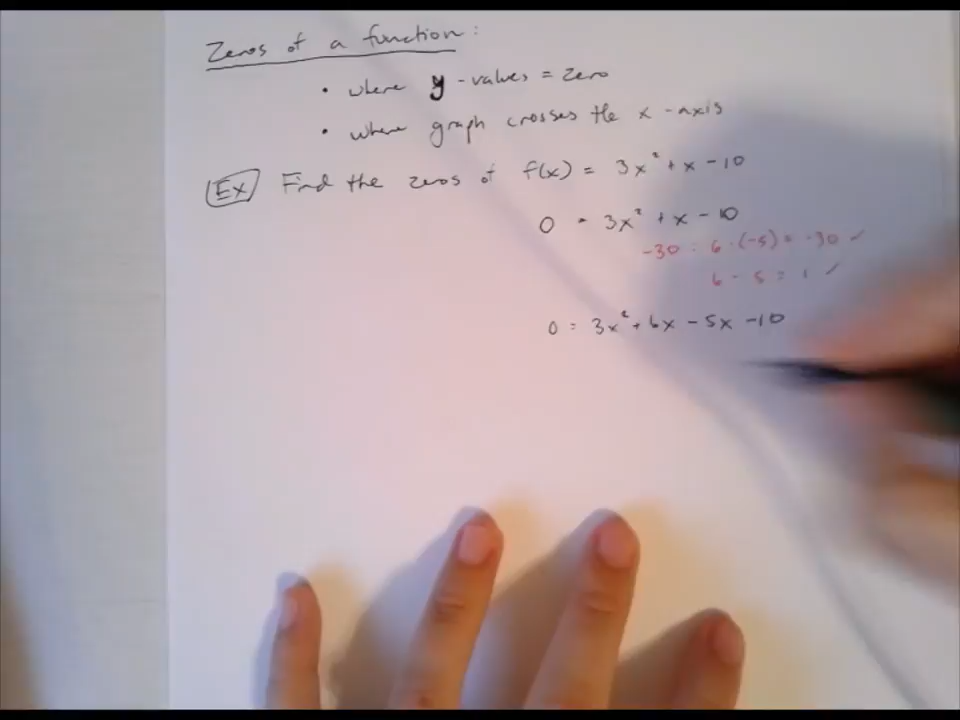 Zeros of a function:
• where y-values = zero
• where graph crosses the x-axis
Ex Find the zeros of f(x) = 3x² + x - 10
0 = 3x² + x - 10
-30 : 6 · (-5) = -30 ✓
6 - 5 = 1 ✓
0 = 3x² + 6x - 5x - 10